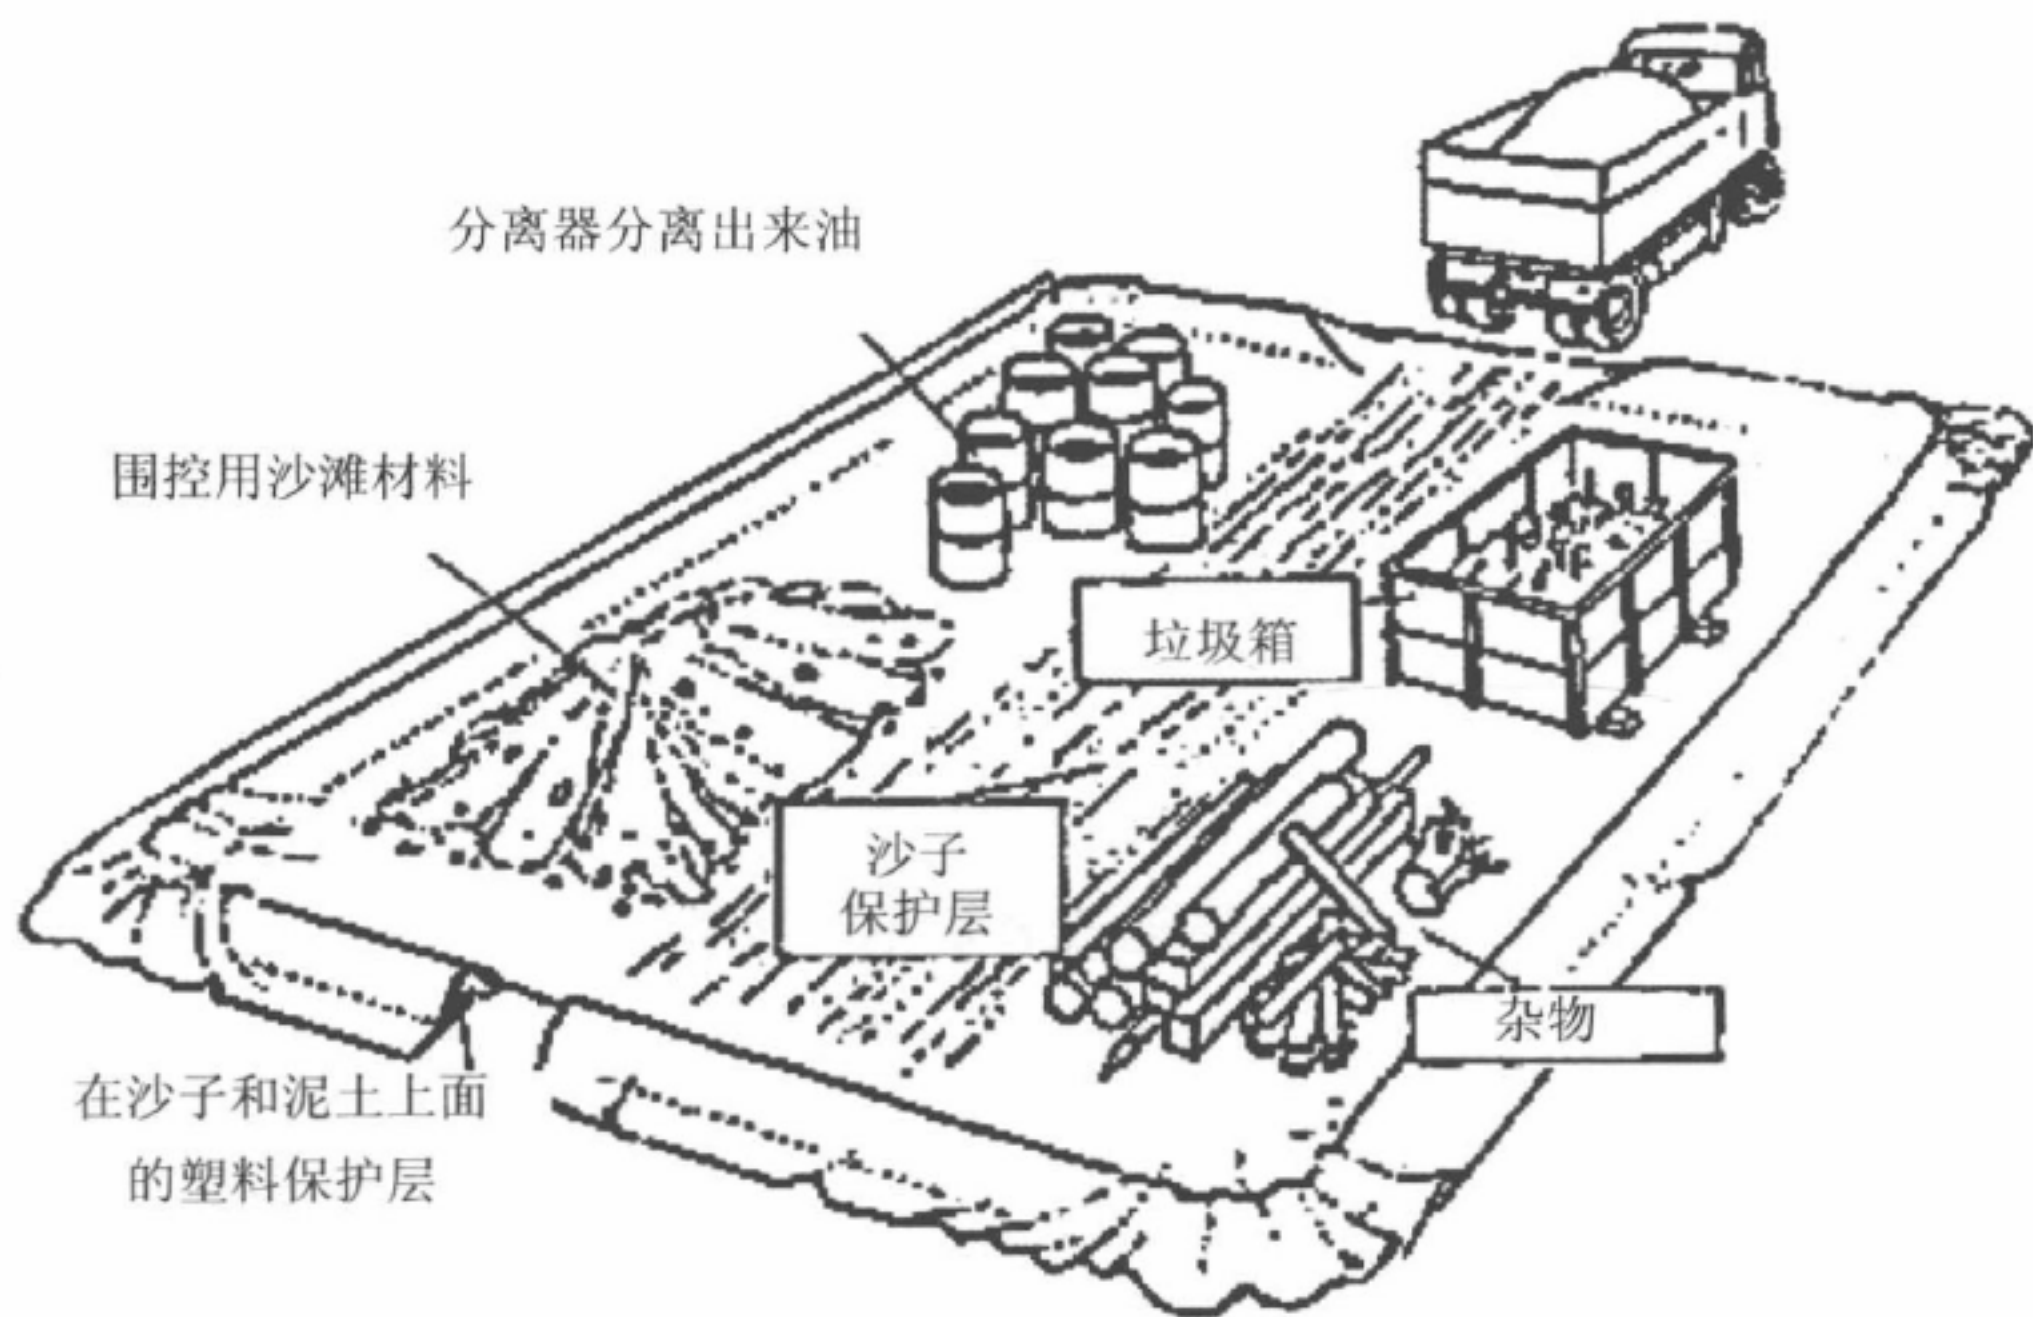 分离器分离出来油
围控用沙滩材料
垃圾箱
沙子
保护层
杂物
在沙子和泥土上面
的塑料保护层